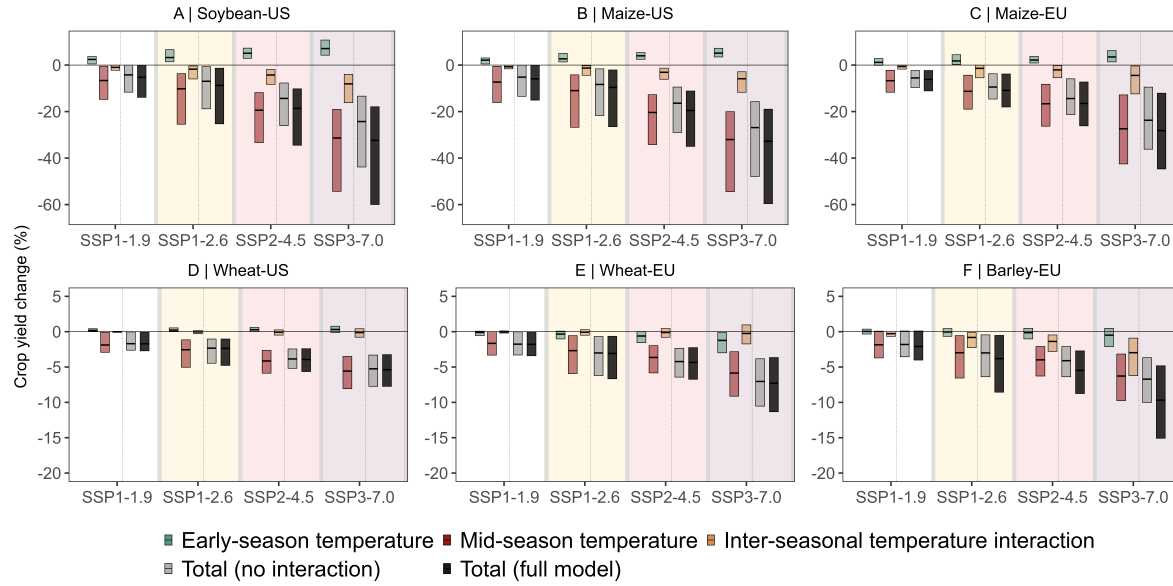 A | Soybean-US
B | Maize-US
C | Maize-EU
0
-20
-40
-60
0
-20
-40
-60
0
-20
-40
-60
SSP1-1.9 SSP1-2.6 SSP2-4.5 SSP3-7.0
SSP1-1.9 SSP1-2.6 SSP2-4.5 SSP3-7.0
SSP1-1.9 SSP1-2.6 SSP2-4.5 SSP3-7.0
Crop yield change (%)
D | Wheat-US
E | Wheat-EU
F | Barley-EU
5
0
-5
-10
-15
-20
5
0
-5
-10
-15
-20
5
0
-5
-10
-15
-20
SSP1-1.9 SSP1-2.6 SSP2-4.5 SSP3-7.0
SSP1-1.9 SSP1-2.6 SSP2-4.5 SSP3-7.0
SSP1-1.9 SSP1-2.6 SSP2-4.5 SSP3-7.0
Early-season temperature Mid-season temperature Inter-seasonal temperature interaction
Total (no interaction) Total (full model)